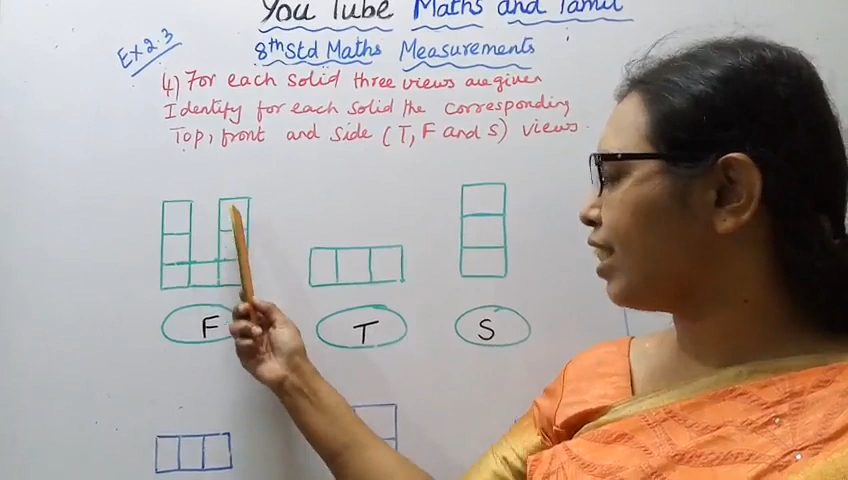 You Tube Maths and Tamil
Ex 2.3
8th Std Maths Measurements
4) For each solid three views are given
Identify for each solid the corresponding
Top, front and side (T, F and S) views.
F T S